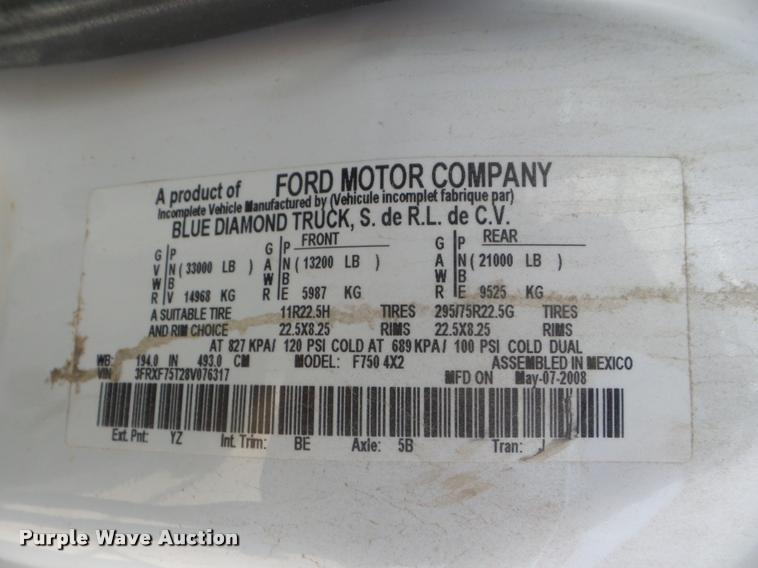 A product of FORD MOTOR COMPANY
Incomplete Vehicle Manufactured by (Vehicule incomplet fabrique par)
BLUE DIAMOND TRUCK, S. de R.L. de C.V.
G P G P FRONT G P REAR
V N ( 33000 LB ) A N ( 13200 LB ) A N ( 21000 LB )
W B W B W B
R V 14968 KG R E 5987 KG R E 9525 KG
A SUITABLE TIRE 11R22.5H TIRES 295/75R22.5G TIRES
AND RIM CHOICE 22.5X8.25 RIMS 22.5X8.25 RIMS
AT 827 KPA/ 120 PSI COLD AT 689 KPA/ 100 PSI COLD DUAL
WB: 194.0 IN 493.0 CM MODEL: F750 4X2 ASSEMBLED IN MEXICO
VIN 3FRXF75T28V076317 MFD ON May-07-2008
Ext. Pnt: YZ Int. Trim: BE Axle: 5B Tran: J
Purple Wave Auction